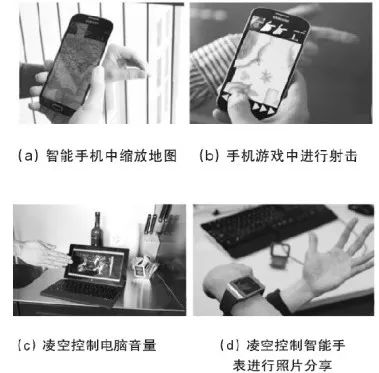 (a) 智能手机中缩放地图
(b) 手机游戏中进行射击
(c) 凌空控制电脑音量
(d) 凌空控制智能手
表进行照片分享